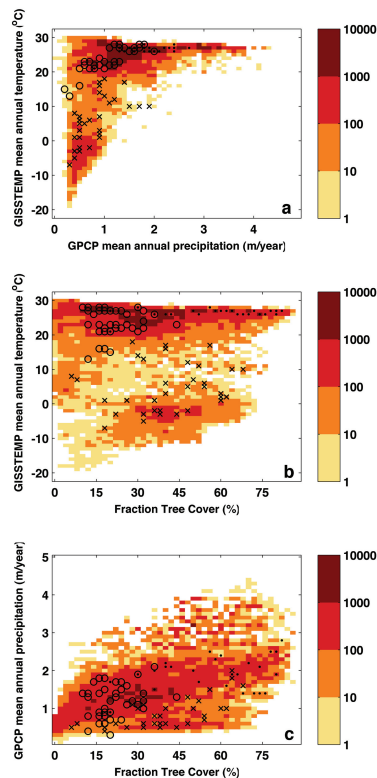 30
20
10
0
-10
-20
GISSTEMP mean annual temperature (⁰C)
0 1 2 3 4
GPCP mean annual precipitation (m/year)
a
10000
1000
100
10
1
30
20
10
0
-10
-20
GISSTEMP mean annual temperature (⁰C)
0 15 30 45 60 75
Fraction Tree Cover (%)
b
10000
1000
100
10
1
5
4
3
2
1
GPCP mean annual precipitation (m/year)
0 15 30 45 60 75
Fraction Tree Cover (%)
c
10000
1000
100
10
1